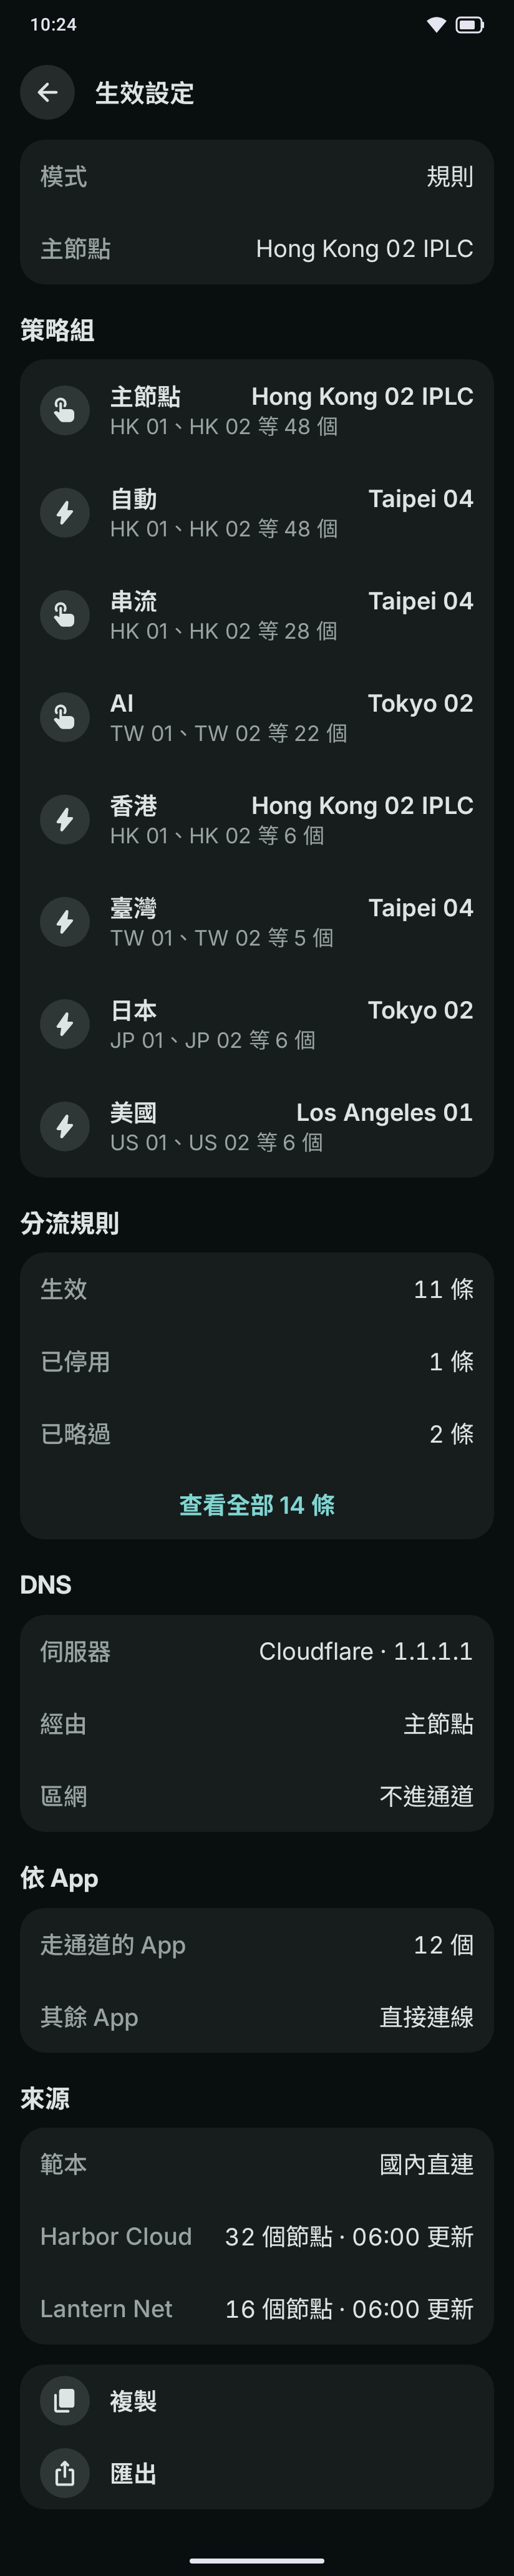 10:24
生效設定
模式 規則
主節點 Hong Kong 02 IPLC
策略組
主節點 Hong Kong 02 IPLC
HK 01、HK 02 等 48 個
自動 Taipei 04
HK 01、HK 02 等 48 個
串流 Taipei 04
HK 01、HK 02 等 28 個
AI Tokyo 02
TW 01、TW 02 等 22 個
香港 Hong Kong 02 IPLC
HK 01、HK 02 等 6 個
臺灣 Taipei 04
TW 01、TW 02 等 5 個
日本 Tokyo 02
JP 01、JP 02 等 6 個
美國 Los Angeles 01
US 01、US 02 等 6 個
分流規則
生效 11 條
已停用 1 條
已略過 2 條
查看全部 14 條
DNS
伺服器 Cloudflare · 1.1.1.1
經由 主節點
區網 不進通道
依 App
走通道的 App 12 個
其餘 App 直接連線
來源
範本 國內直連
Harbor Cloud 32 個節點 · 06:00 更新
Lantern Net 16 個節點 · 06:00 更新
複製
匯出